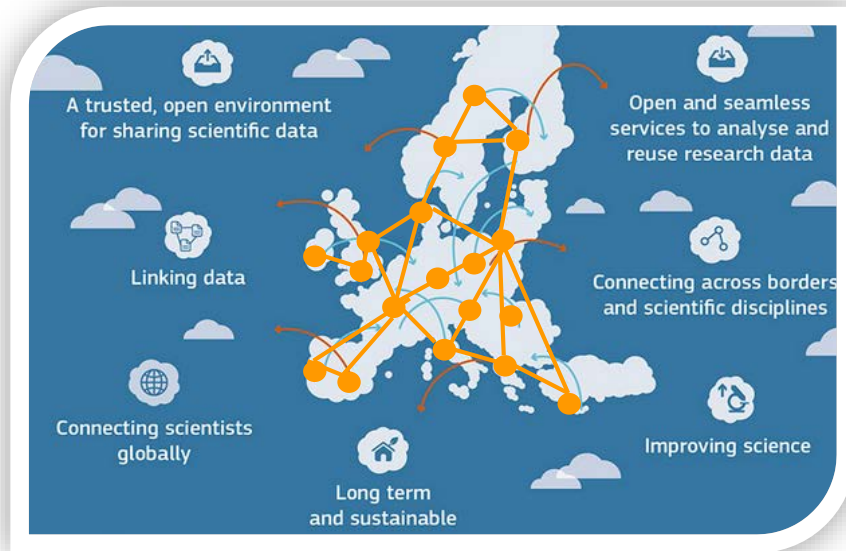 A trusted, open environment
for sharing scientific data
Open and seamless
services to analyse and
reuse research data
Linking data
Connecting across borders
and scientific disciplines
Connecting scientists
globally
Improving science
Long term
and sustainable